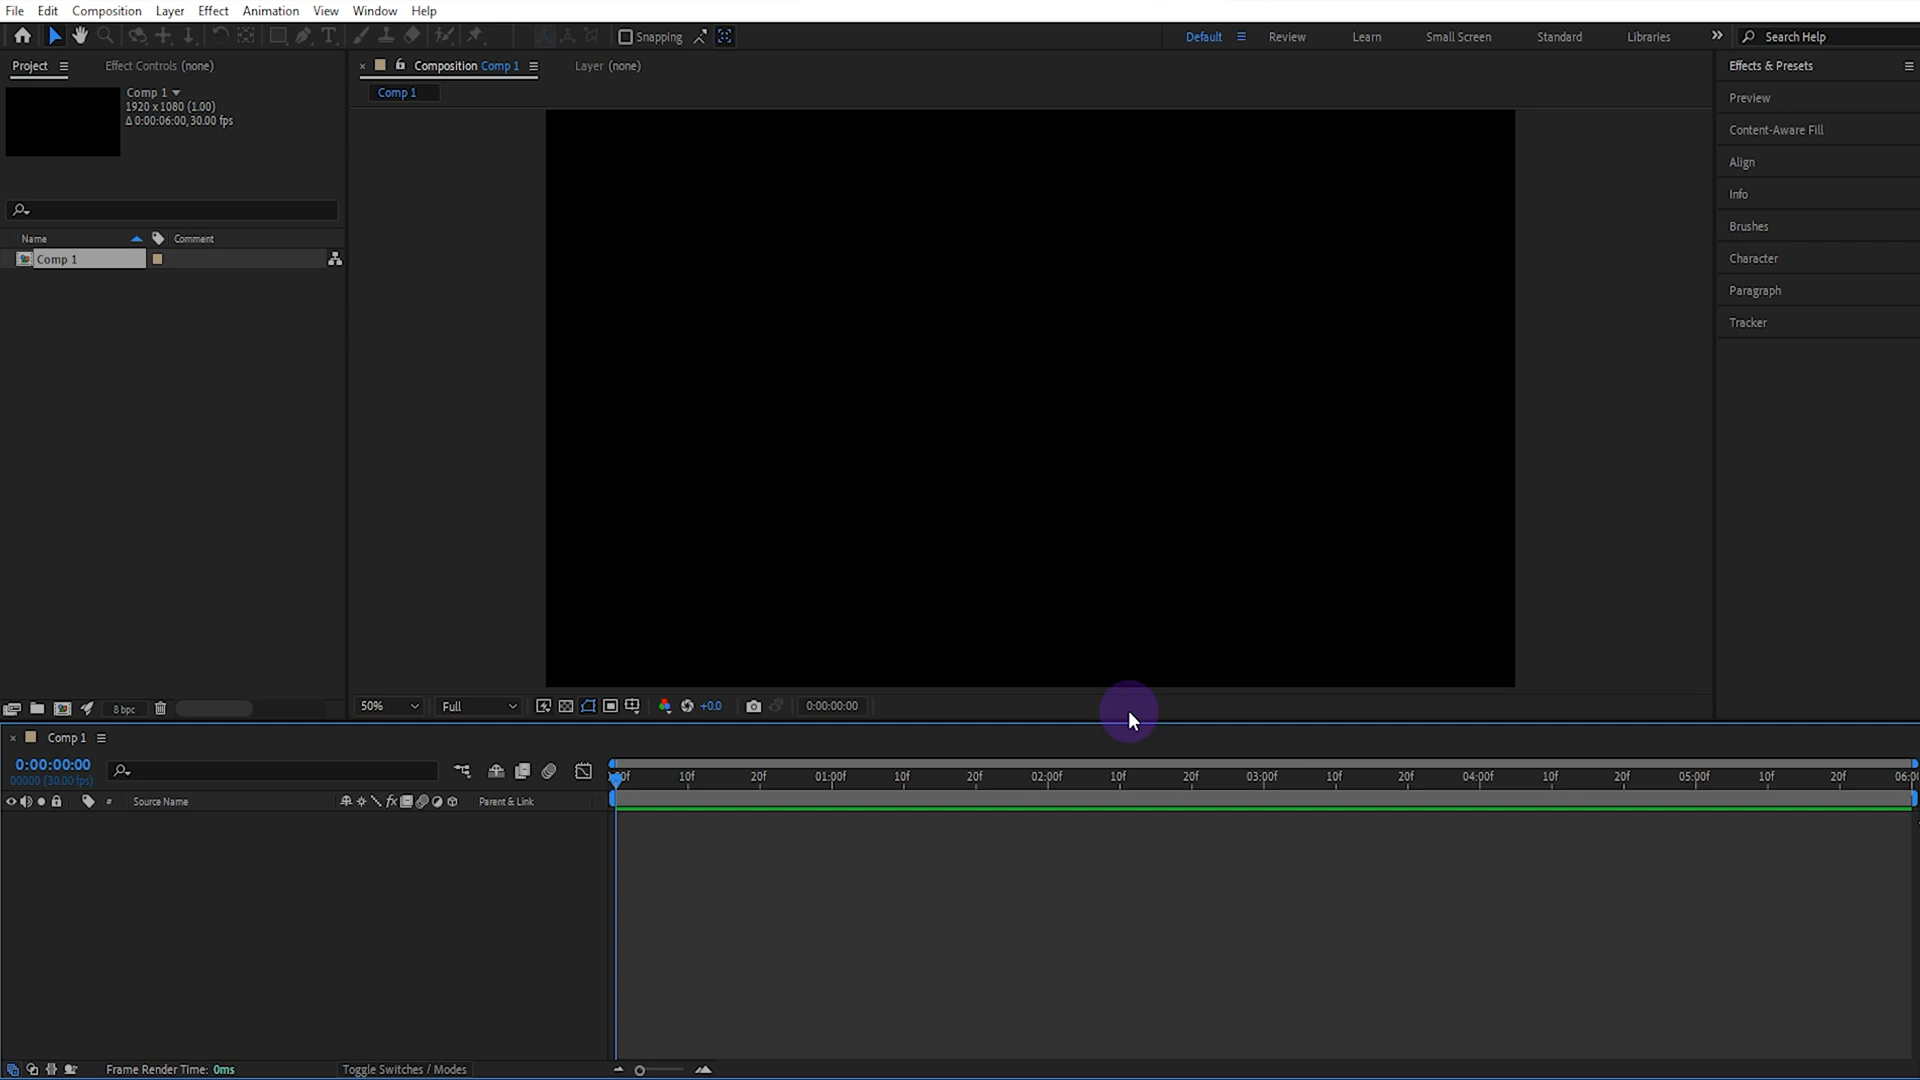 File Edit Composition Layer Effect Animation View Window Help
Snapping Default Review Learn Small Screen Standard Libraries Search Help
Project Effect Controls (none) Composition Comp 1 Layer (none) Effects & Presets
Comp 1
1920 x 1080 (1.00)
Δ 0:00:06:00, 30.00 fps
Comp 1
Preview
Content-Aware Fill
Align
Info
Brushes
Character
Paragraph
Tracker
Name Comment
Comp 1
8 bpc 50% Full +0.0 0:00:00:00
Comp 1
0:00:00:00
00000 (30.00 fps)
10f 20f 01:00f 10f 20f 02:00f 10f 20f 03:00f 10f 20f 04:00f 10f 20f 05:00f 10f 20f
# Source Name fx Parent & Link
Frame Render Time: 0ms Toggle Switches / Modes